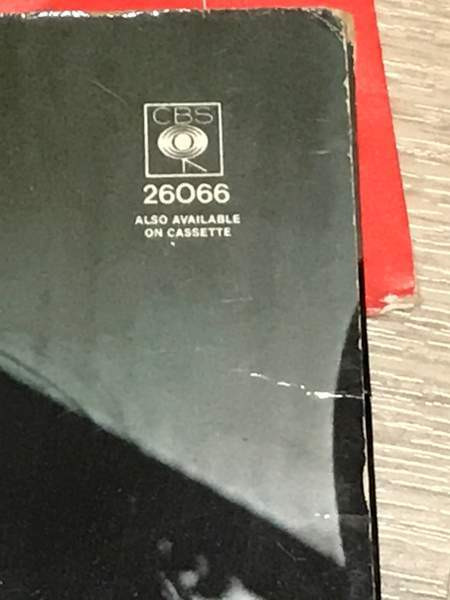 CBS
26066
ALSO AVAILABLE
ON CASSETTE